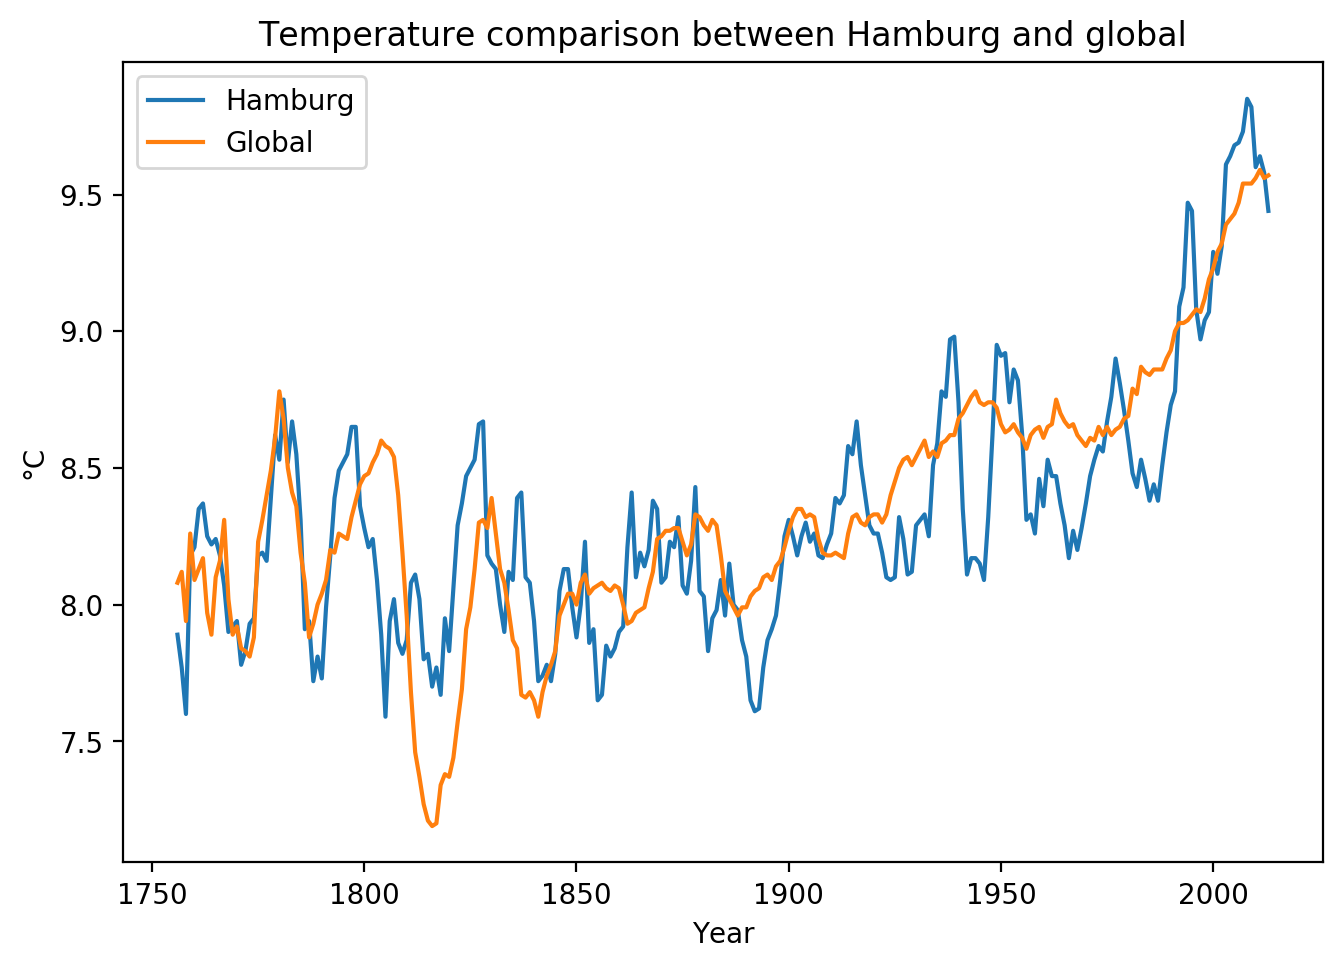 Temperature comparison between Hamburg and global
Hamburg
Global
°C
9.5
9.0
8.5
8.0
7.5
1750 1800 1850 1900 1950 2000
Year